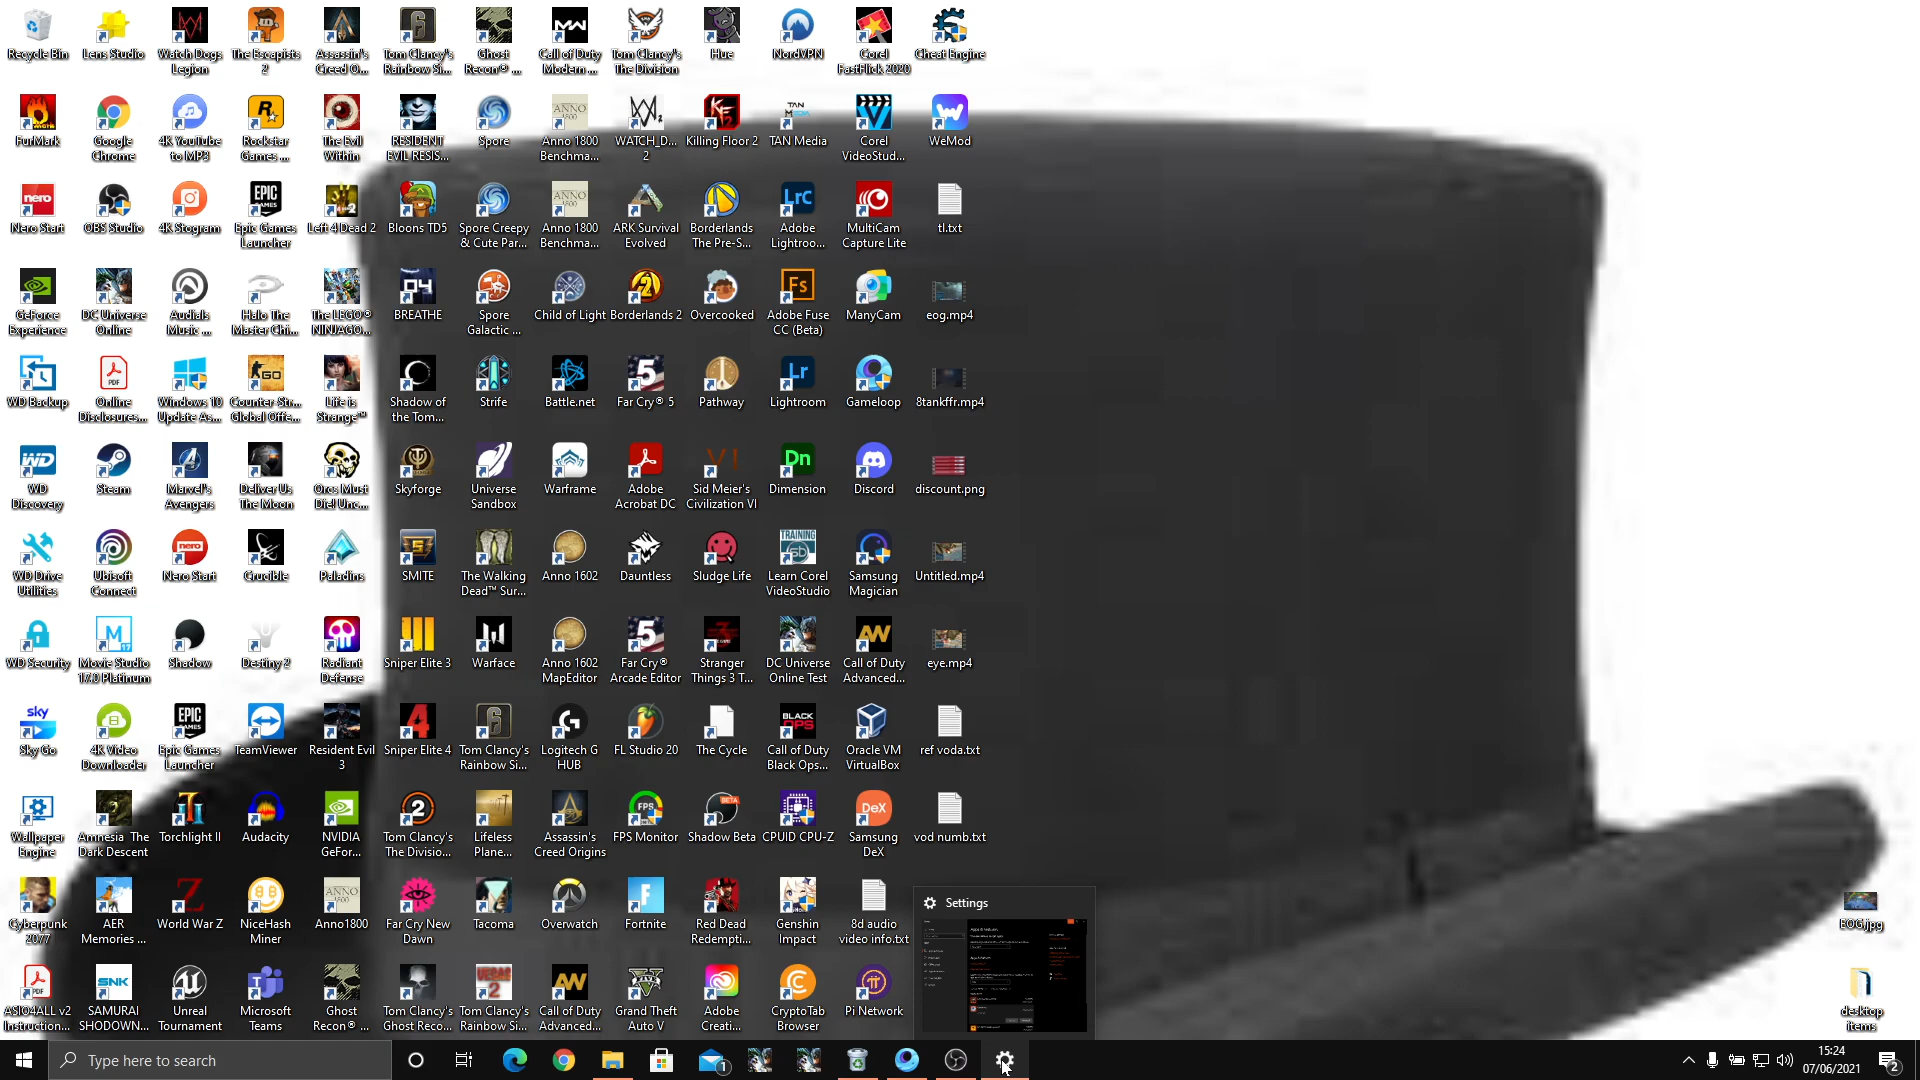 Recycle Bin
Lens Studio
Watch Dogs
Legion
The Escapists
2
Assassin's
Creed O...
Tom Clancy's
Rainbow Si...
Ghost
Recon® ...
Call of Duty
Modern ...
Tom Clancy's
The Division
Hue
NordVPN
Corel
FastFlick 2020
Cheat Engine
FurMark
Google
Chrome
4K YouTube
to MP3
Rockstar
Games ...
The Evil
Within
RESIDENT
EVIL RESIS...
Spore
Anno 1800
Benchma...
WATCH_D...
2
Killing Floor 2
TAN Media
Corel
VideoStud...
WeMod
Nero Start
OBS Studio
4K Stogram
Epic Games
Launcher
Left 4 Dead 2
Bloons TD5
Spore Creepy
& Cute Par...
Anno 1800
Benchma...
ARK Survival
Evolved
Borderlands
The Pre-S...
Adobe
Lightroo...
MultiCam
Capture Lite
tl.txt
GeForce
Experience
DC Universe
Online
Audials
Music ...
Halo The
Master Chi...
The LEGO®
NINJAGO...
BREATHE
Spore
Galactic ...
Child of Light
Borderlands 2
Overcooked
Adobe Fuse
CC (Beta)
ManyCam
eog.mp4
WD Backup
Online
Disclosures...
Windows 10
Update As...
Counter-Str...
Global Offe...
Life is
Strange™
Shadow of
the Tom...
Strife
Battle.net
Far Cry® 5
Pathway
Lightroom
Gameloop
8tankffr.mp4
WD
Discovery
Steam
Marvel's
Avengers
Deliver Us
The Moon
Orcs Must
Die! Unc...
Skyforge
Universe
Sandbox
Warframe
Adobe
Acrobat DC
Sid Meier's
Civilization VI
Dimension
Discord
discount.png
WD Drive
Utilities
Ubisoft
Connect
Nero Start
Crucible
Paladins
SMITE
The Walking
Dead™ Sur...
Anno 1602
Dauntless
Sludge Life
Learn Corel
VideoStudio
Samsung
Magician
Untitled.mp4
WD Security
Movie Studio
17.0 Platinum
Shadow
Destiny 2
Radiant
Defense
Sniper Elite 3
Warface
Anno 1602
MapEditor
Far Cry®
Arcade Editor
Stranger
Things 3 T...
DC Universe
Online Test
Call of Duty
Advanced...
eye.mp4
Sky Go
4K Video
Downloader
Epic Games
Launcher
TeamViewer
Resident Evil
3
Sniper Elite 4
Tom Clancy's
Rainbow Si...
Logitech G
HUB
FL Studio 20
The Cycle
Call of Duty
Black Ops...
Oracle VM
VirtualBox
ref voda.txt
Wallpaper
Engine
Amnesia The
Dark Descent
Torchlight II
Audacity
NVIDIA
GeFor...
Tom Clancy's
The Divisio...
Lifeless
Plane...
Assassin's
Creed Origins
FPS Monitor
Shadow Beta
CPUID CPU-Z
Samsung
DeX
vod numb.txt
Cyberpunk
2077
AER
Memories ...
World War Z
NiceHash
Miner
Anno1800
Far Cry New
Dawn
Tacoma
Overwatch
Fortnite
Red Dead
Redempti...
Genshin
Impact
8d audio
video info.txt
Settings
EOG.jpg
ASIO4ALL v2
Instruction...
SAMURAI
SHODOWN...
Unreal
Tournament
Microsoft
Teams
Ghost
Recon® ...
Tom Clancy's
Ghost Reco...
Tom Clancy's
Rainbow Si...
Call of Duty
Advanced...
Grand Theft
Auto V
Adobe
Creati...
CryptoTab
Browser
Pi Network
desktop
items
Type here to search
1
15:24
07/06/2021
2